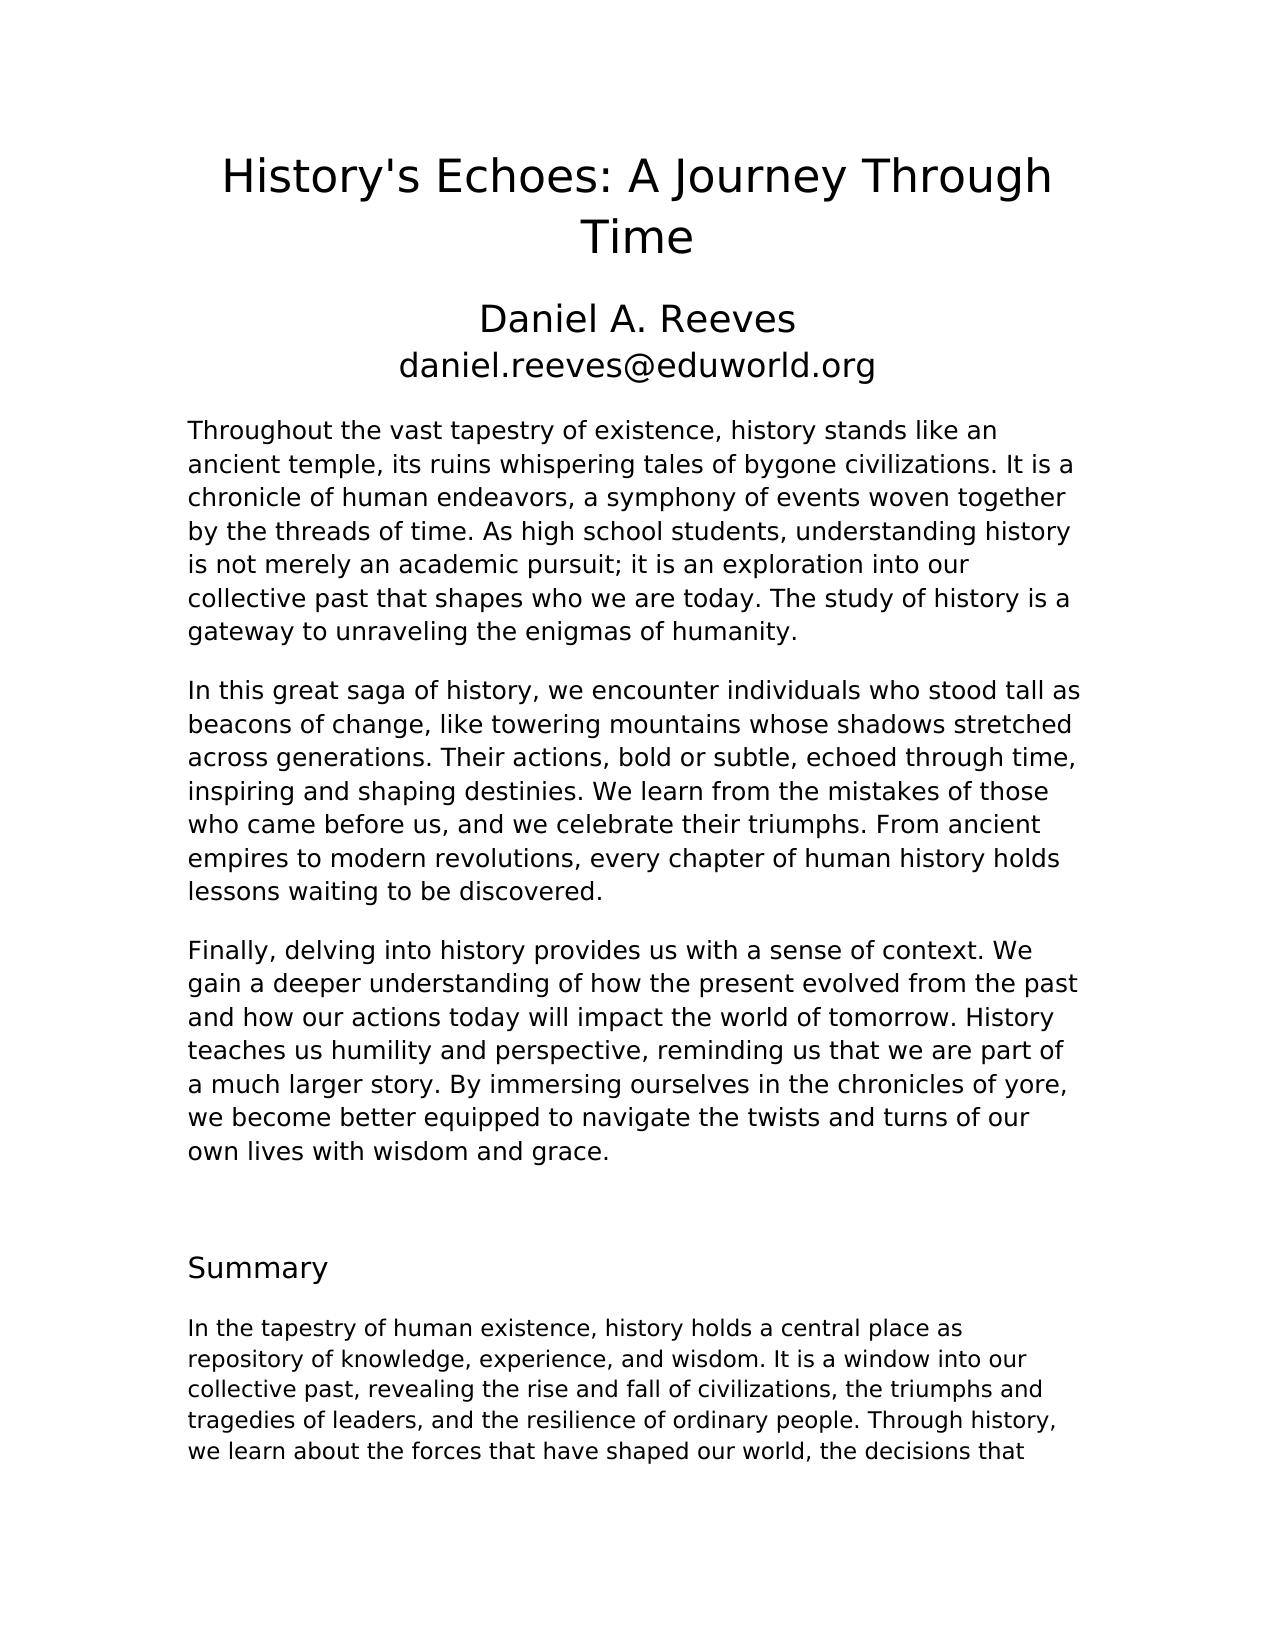 History's Echoes: A Journey Through
Time
Daniel A. Reeves
daniel.reeves@eduworld.org
Throughout the vast tapestry of existence, history stands like an
ancient temple, its ruins whispering tales of bygone civilizations. It is a
chronicle of human endeavors, a symphony of events woven together
by the threads of time. As high school students, understanding history
is not merely an academic pursuit; it is an exploration into our
collective past that shapes who we are today. The study of history is a
gateway to unraveling the enigmas of humanity.
In this great saga of history, we encounter individuals who stood tall as
beacons of change, like towering mountains whose shadows stretched
across generations. Their actions, bold or subtle, echoed through time,
inspiring and shaping destinies. We learn from the mistakes of those
who came before us, and we celebrate their triumphs. From ancient
empires to modern revolutions, every chapter of human history holds
lessons waiting to be discovered.
Finally, delving into history provides us with a sense of context. We
gain a deeper understanding of how the present evolved from the past
and how our actions today will impact the world of tomorrow. History
teaches us humility and perspective, reminding us that we are part of
a much larger story. By immersing ourselves in the chronicles of yore,
we become better equipped to navigate the twists and turns of our
own lives with wisdom and grace.
Summary
In the tapestry of human existence, history holds a central place as
repository of knowledge, experience, and wisdom. It is a window into our
collective past, revealing the rise and fall of civilizations, the triumphs and
tragedies of leaders, and the resilience of ordinary people. Through history,
we learn about the forces that have shaped our world, the decisions that